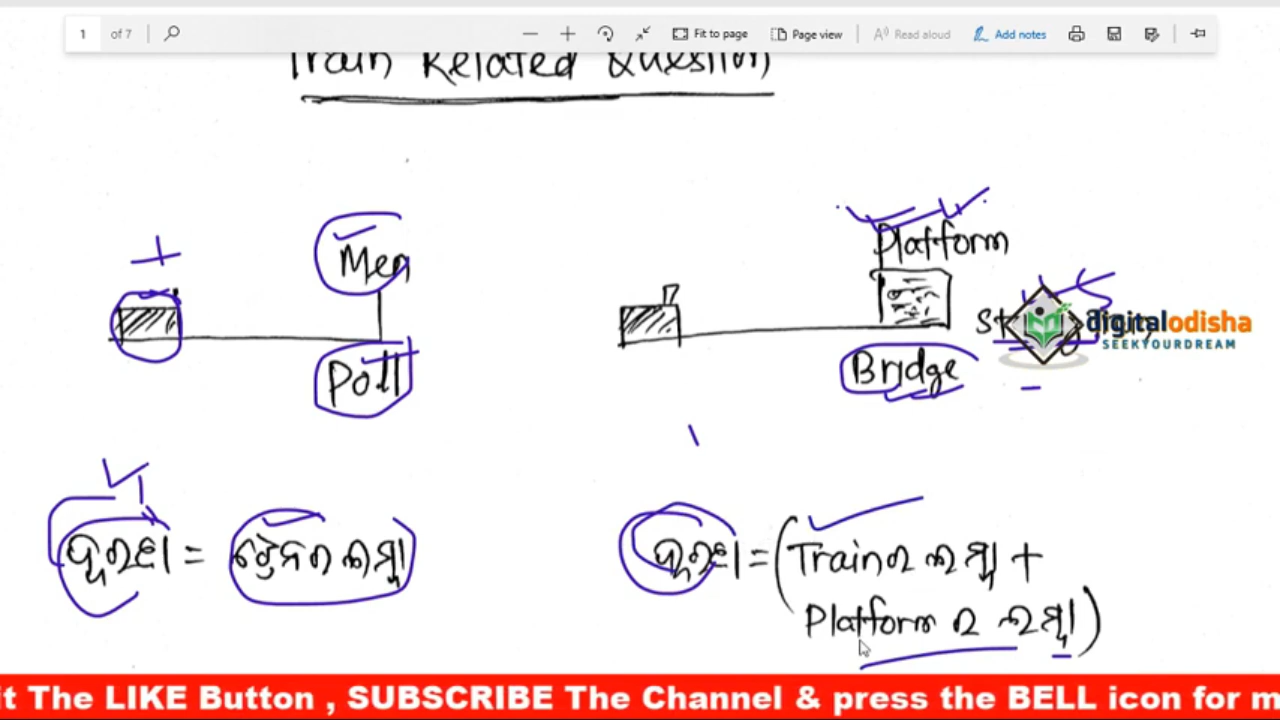 1 of 7 Fit to page Page view Read aloud Add notes
Train Related Question
Men
Platform
digitalodisha
SEEKYOURDREAM
Poll
Bridge
ଦୂରତା = ଟ୍ରେନର ଲମ୍ବା
ଦୂରତା = (Trainର ଲମ୍ବା +
Platform ର ଲମ୍ବା)
it The LIKE Button , SUBSCRIBE The Channel & press the BELL icon for m